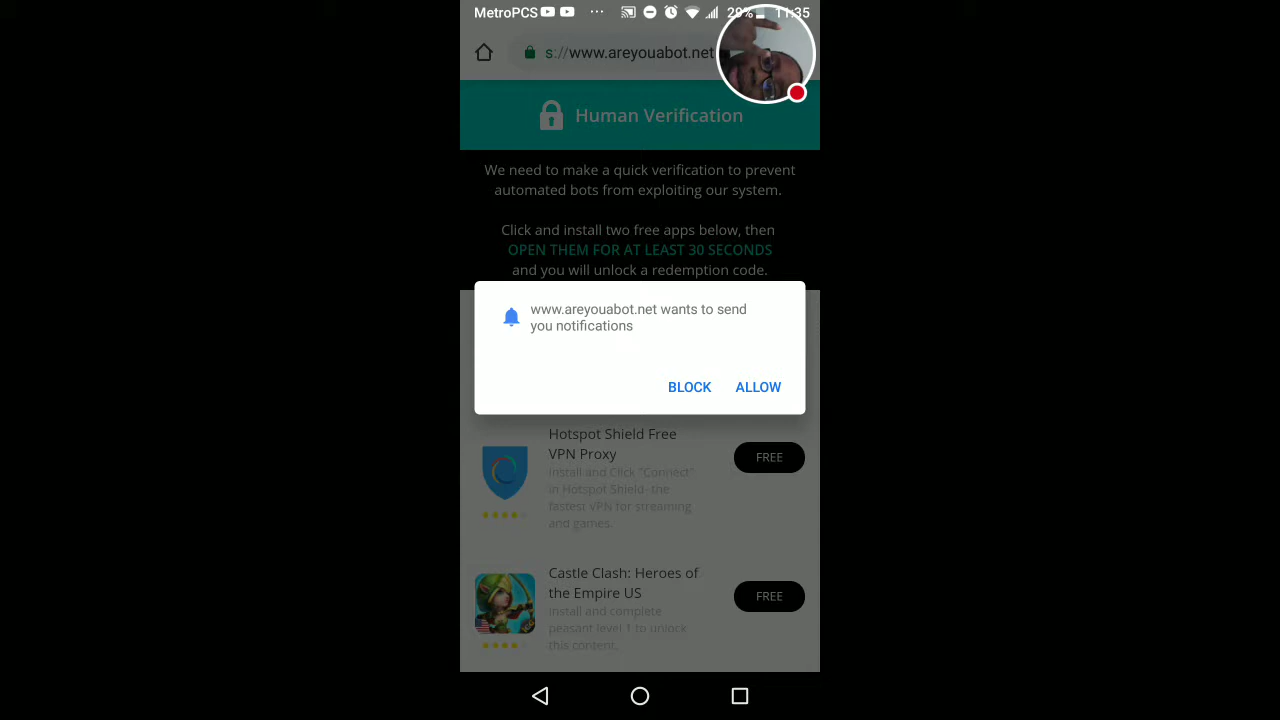 MetroPCS ... 29% 11:35
s://www.areyouabot.net
Human Verification
We need to make a quick verification to prevent
automated bots from exploiting our system.
Click and install two free apps below, then
OPEN THEM FOR AT LEAST 30 SECONDS
and you will unlock a redemption code.
www.areyouabot.net wants to send
you notifications
BLOCK ALLOW
Hotspot Shield Free
VPN Proxy
FREE
Install and Click "Connect"
in Hotspot Shield- the
fastest VPN for streaming
and games.
Castle Clash: Heroes of
the Empire US
FREE
Install and complete
peasant level 1 to unlock
this content.